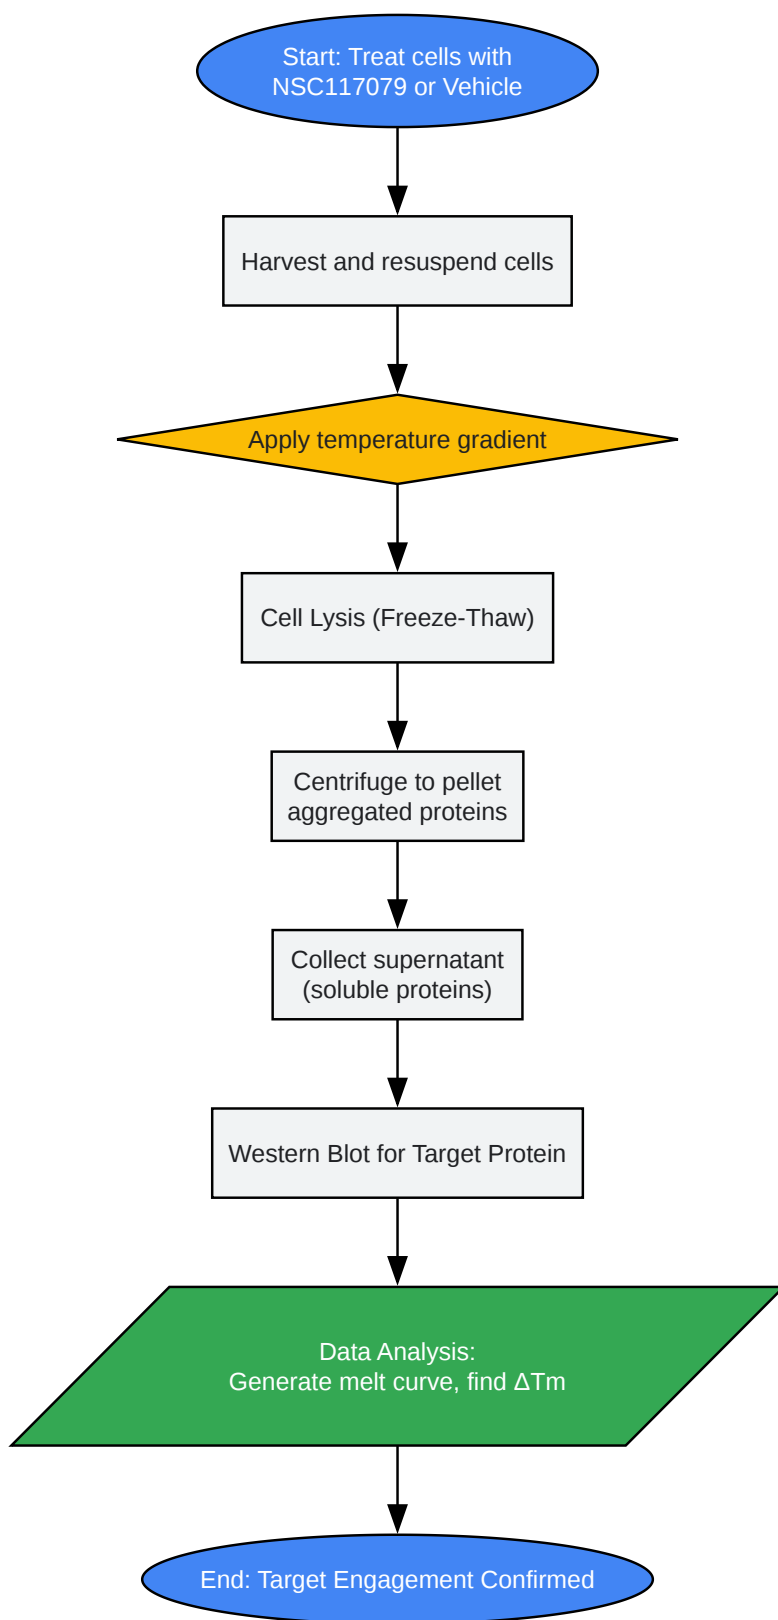 Start: Treat cells with
NSC117079 or Vehicle
Harvest and resuspend cells
Apply temperature gradient
Cell Lysis (Freeze-Thaw)
Centrifuge to pellet
aggregated proteins
Collect supernatant
(soluble proteins)
Western Blot for Target Protein
Data Analysis:
Generate melt curve, find ΔTm
End: Target Engagement Confirmed